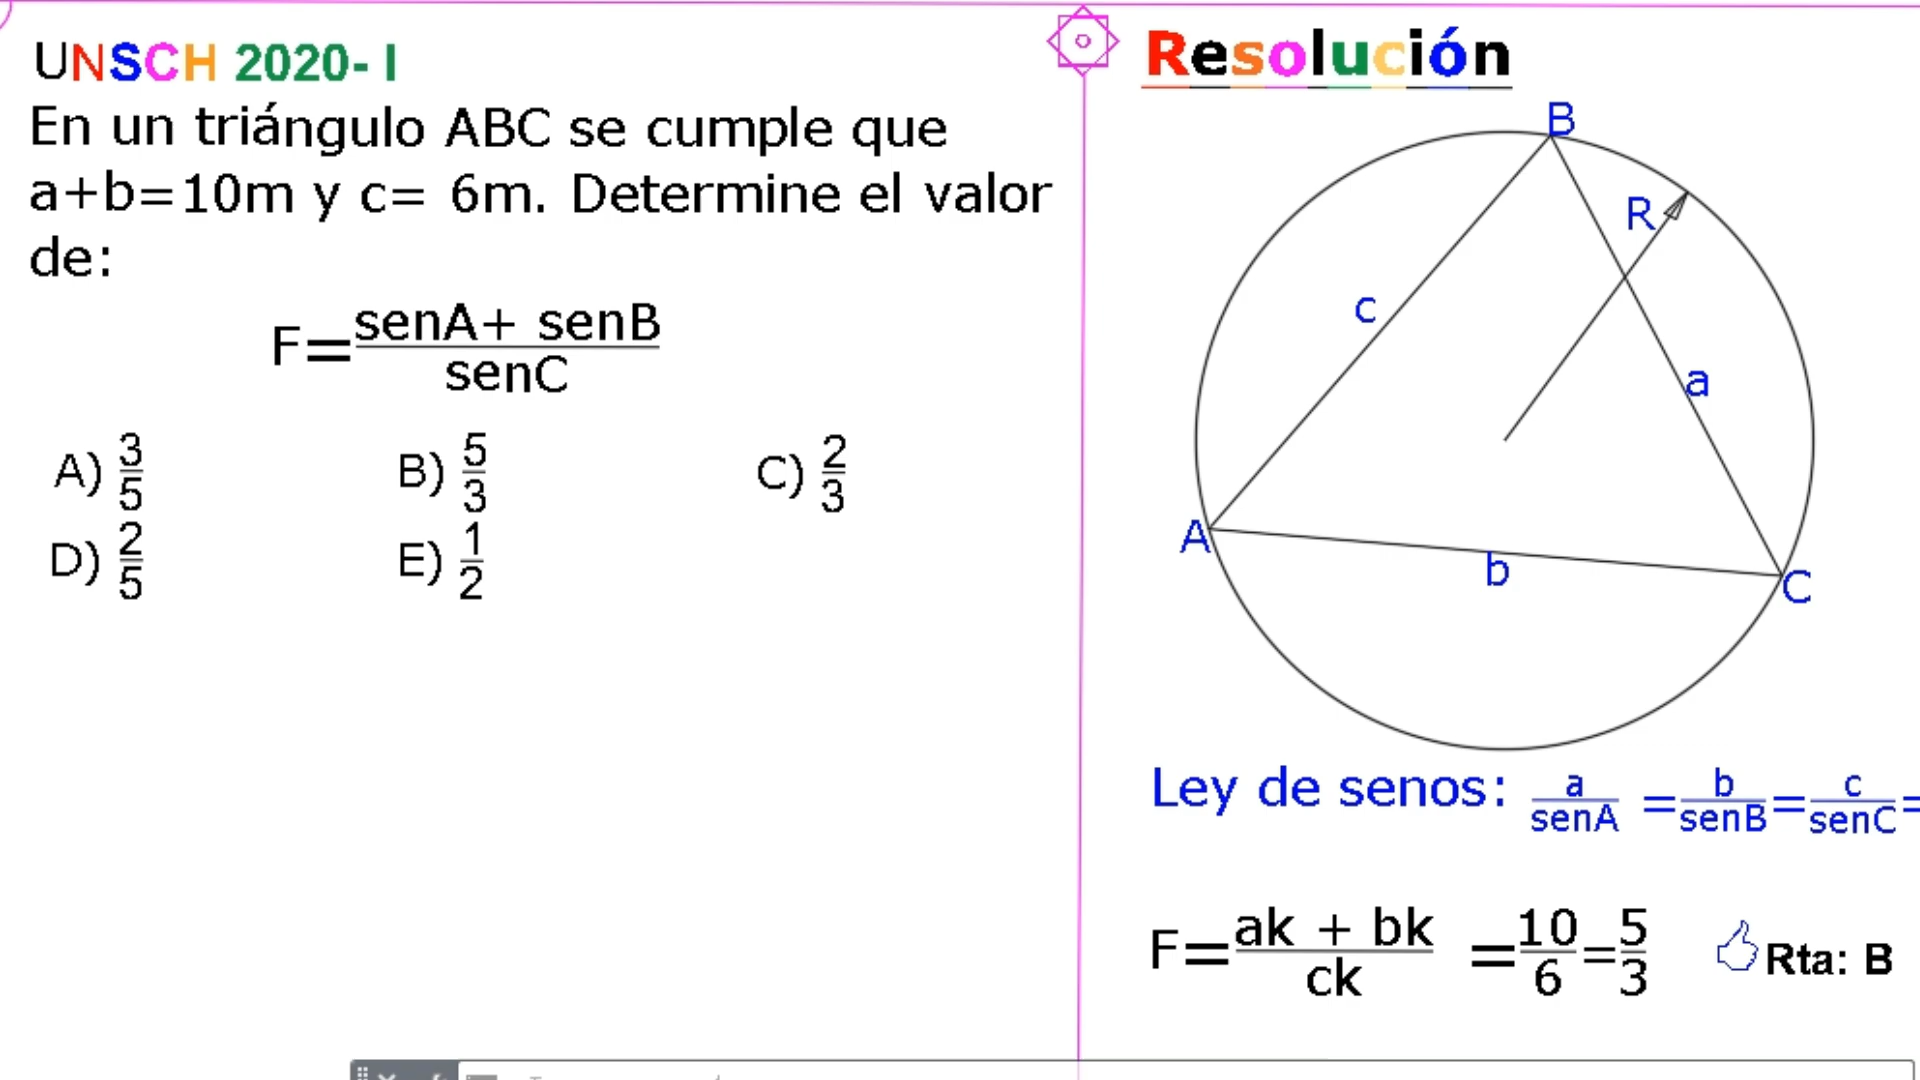 UNSCH 2020- I
En un triángulo ABC se cumple que
a+b=10m y c= 6m. Determine el valor
de:
F=senA+ senB/senC
A) 3/5 B) 5/3 C) 2/3
D) 2/5 E) 1/2
Resolución
B
R
c
a
A
b
C
Ley de senos: a/senA =b/senB=c/senC=
F=ak + bk/ck =10/6=5/3 Rta: B